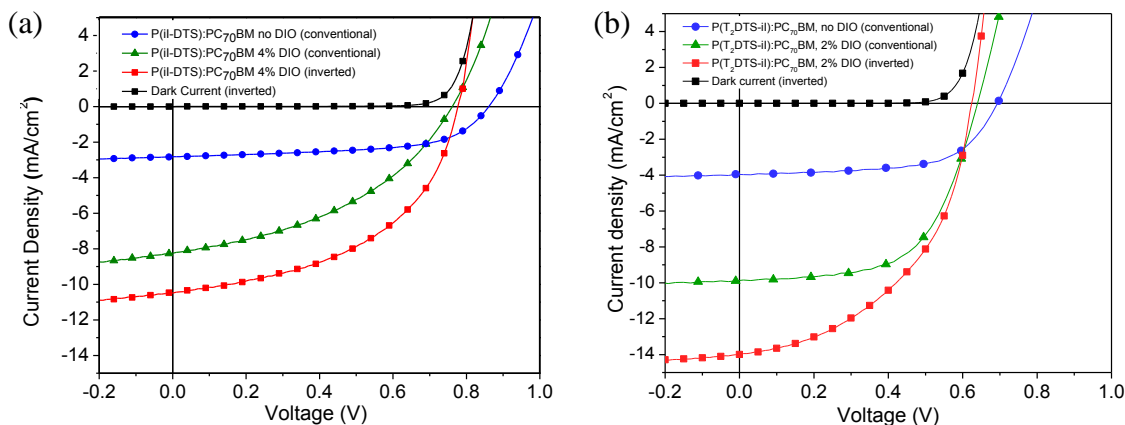 (a)
P(iI-DTS):PC70BM no DIO (conventional)
P(iI-DTS):PC70BM 4% DIO (conventional)
P(iI-DTS):PC70BM 4% DIO (inverted)
Dark Current (inverted)
4
2
0
-2
-4
-6
-8
-10
-12
-14
Current Density (mA/cm²)
-0.2 0.0 0.2 0.4 0.6 0.8 1.0
Voltage (V)
(b)
P(T₂DTS-iI):PC₇₀BM, no DIO (conventional)
P(T₂DTS-iI):PC₇₀BM, 2% DIO (conventional)
P(T₂DTS-iI):PC₇₀BM, 2% DIO (inverted)
Dark current (inverted)
4
2
0
-2
-4
-6
-8
-10
-12
-14
Current density (mA/cm²)
-0.2 0.0 0.2 0.4 0.6 0.8 1.0
Voltage (V)